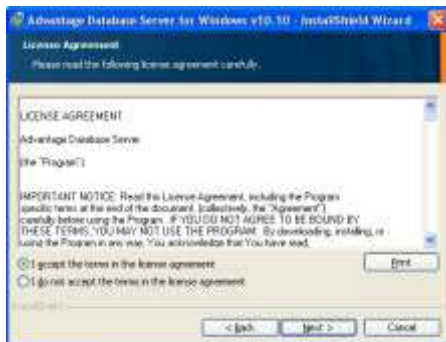 Advantage Database Server for Windows v10.10 - InstallShield Wizard
License Agreement
Please read the following license agreement carefully.
LICENSE AGREEMENT
Advantage Database Server
(the "Program")
IMPORTANT NOTICE: Read this License Agreement, including the Program
specific terms at the end of the document (collectively, the "Agreement")
carefully before using the Program. IF YOU DO NOT AGREE TO BE BOUND BY
THESE TERMS, YOU MAY NOT USE THE PROGRAM. By downloading, installing, or
using the Program in any way, You acknowledge that You have read,
I accept the terms in the license agreement
Print
I do not accept the terms in the license agreement
InstallShield
< Back
Next >
Cancel